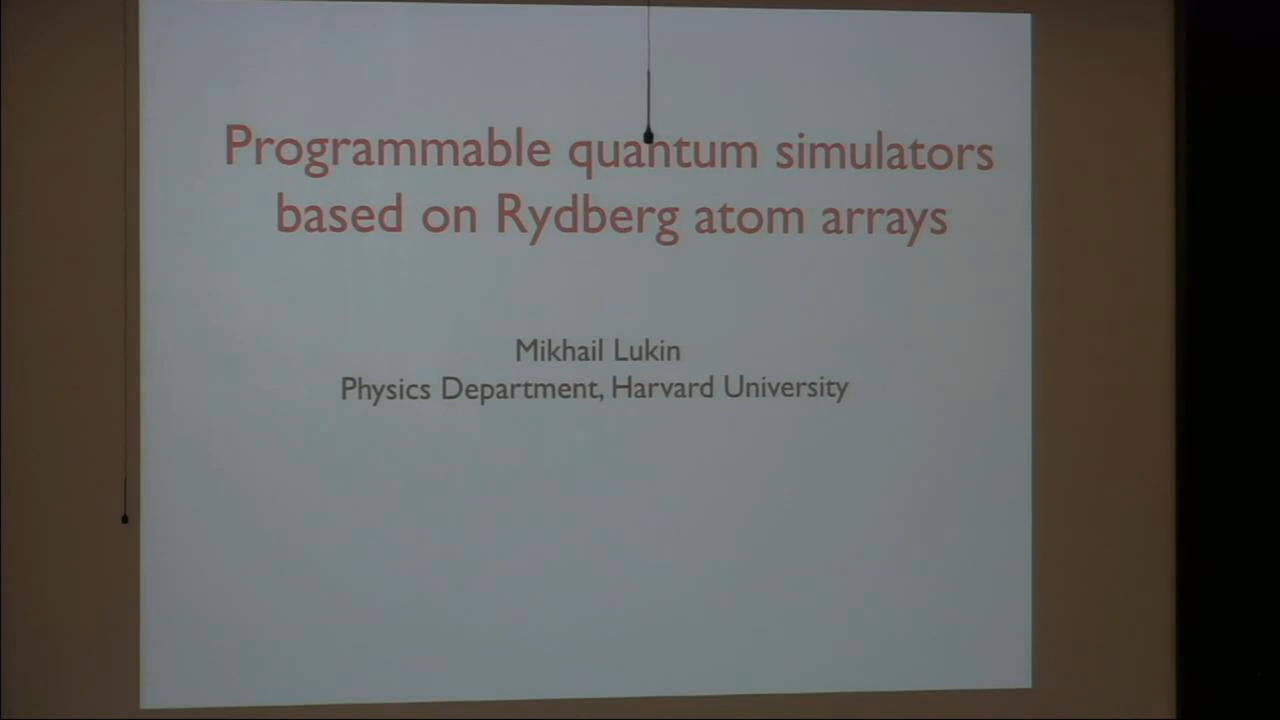 Programmable quantum simulators
based on Rydberg atom arrays
Mikhail Lukin
Physics Department, Harvard University